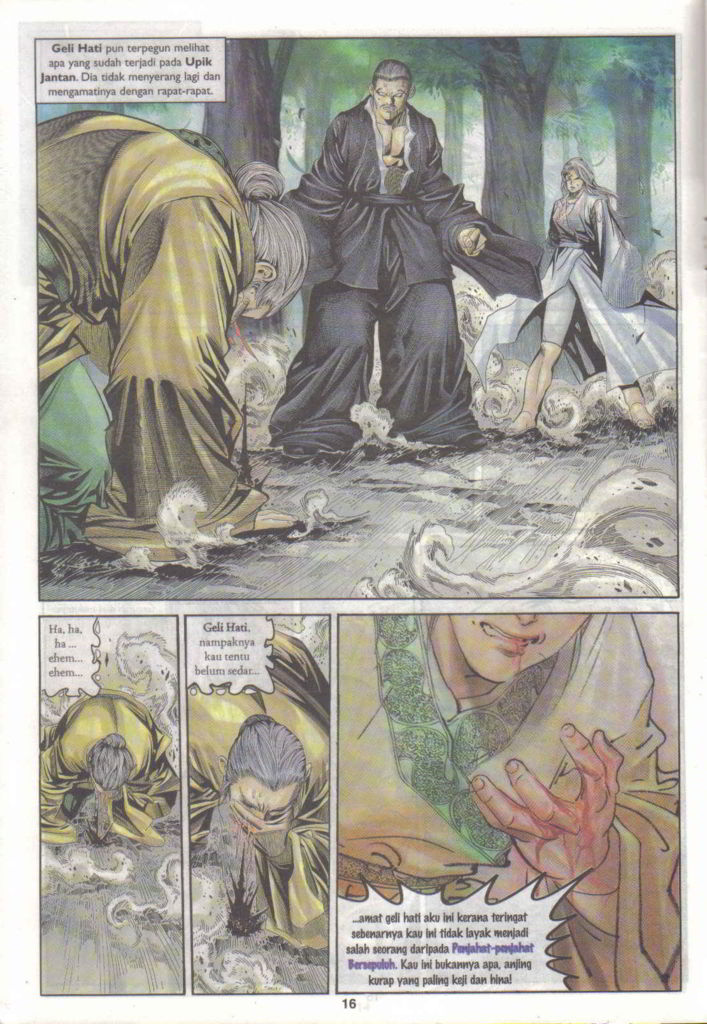 Geli Hati pun terpegun melihat
apa yang sudah terjadi pada Upik
Jantan. Dia tidak menyerang lagi dan
mengamatinya dengan rapat-rapat.
Ha, ha,
ha ...
ehem...
ehem...
Geli Hati,
nampaknya
kau tentu
belum sedar...
...amat geli hati aku ini kerana teringat
sebenarnya kau ini tidak layak menjadi
salah seorang daripada Penjahat-penjahat
Bersepuluh. Kau ini bukannya apa, anjing
kurap yang paling keji dan hina!
16